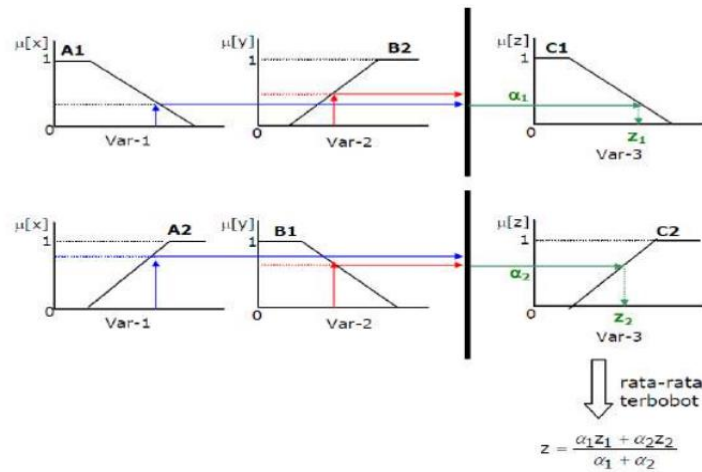 μ[x] A1
1
0
Var-1
μ[y] B2
1
0
Var-2
α₁
μ[z] C1
1
0
z₁
Var-3
μ[x] A2
1
0
Var-1
μ[y] B1
1
0
Var-2
α₂
μ[z] C2
1
0
z₂
Var-3
rata-rata
terbobot
z = (α₁z₁ + α₂z₂) / (α₁ + α₂)